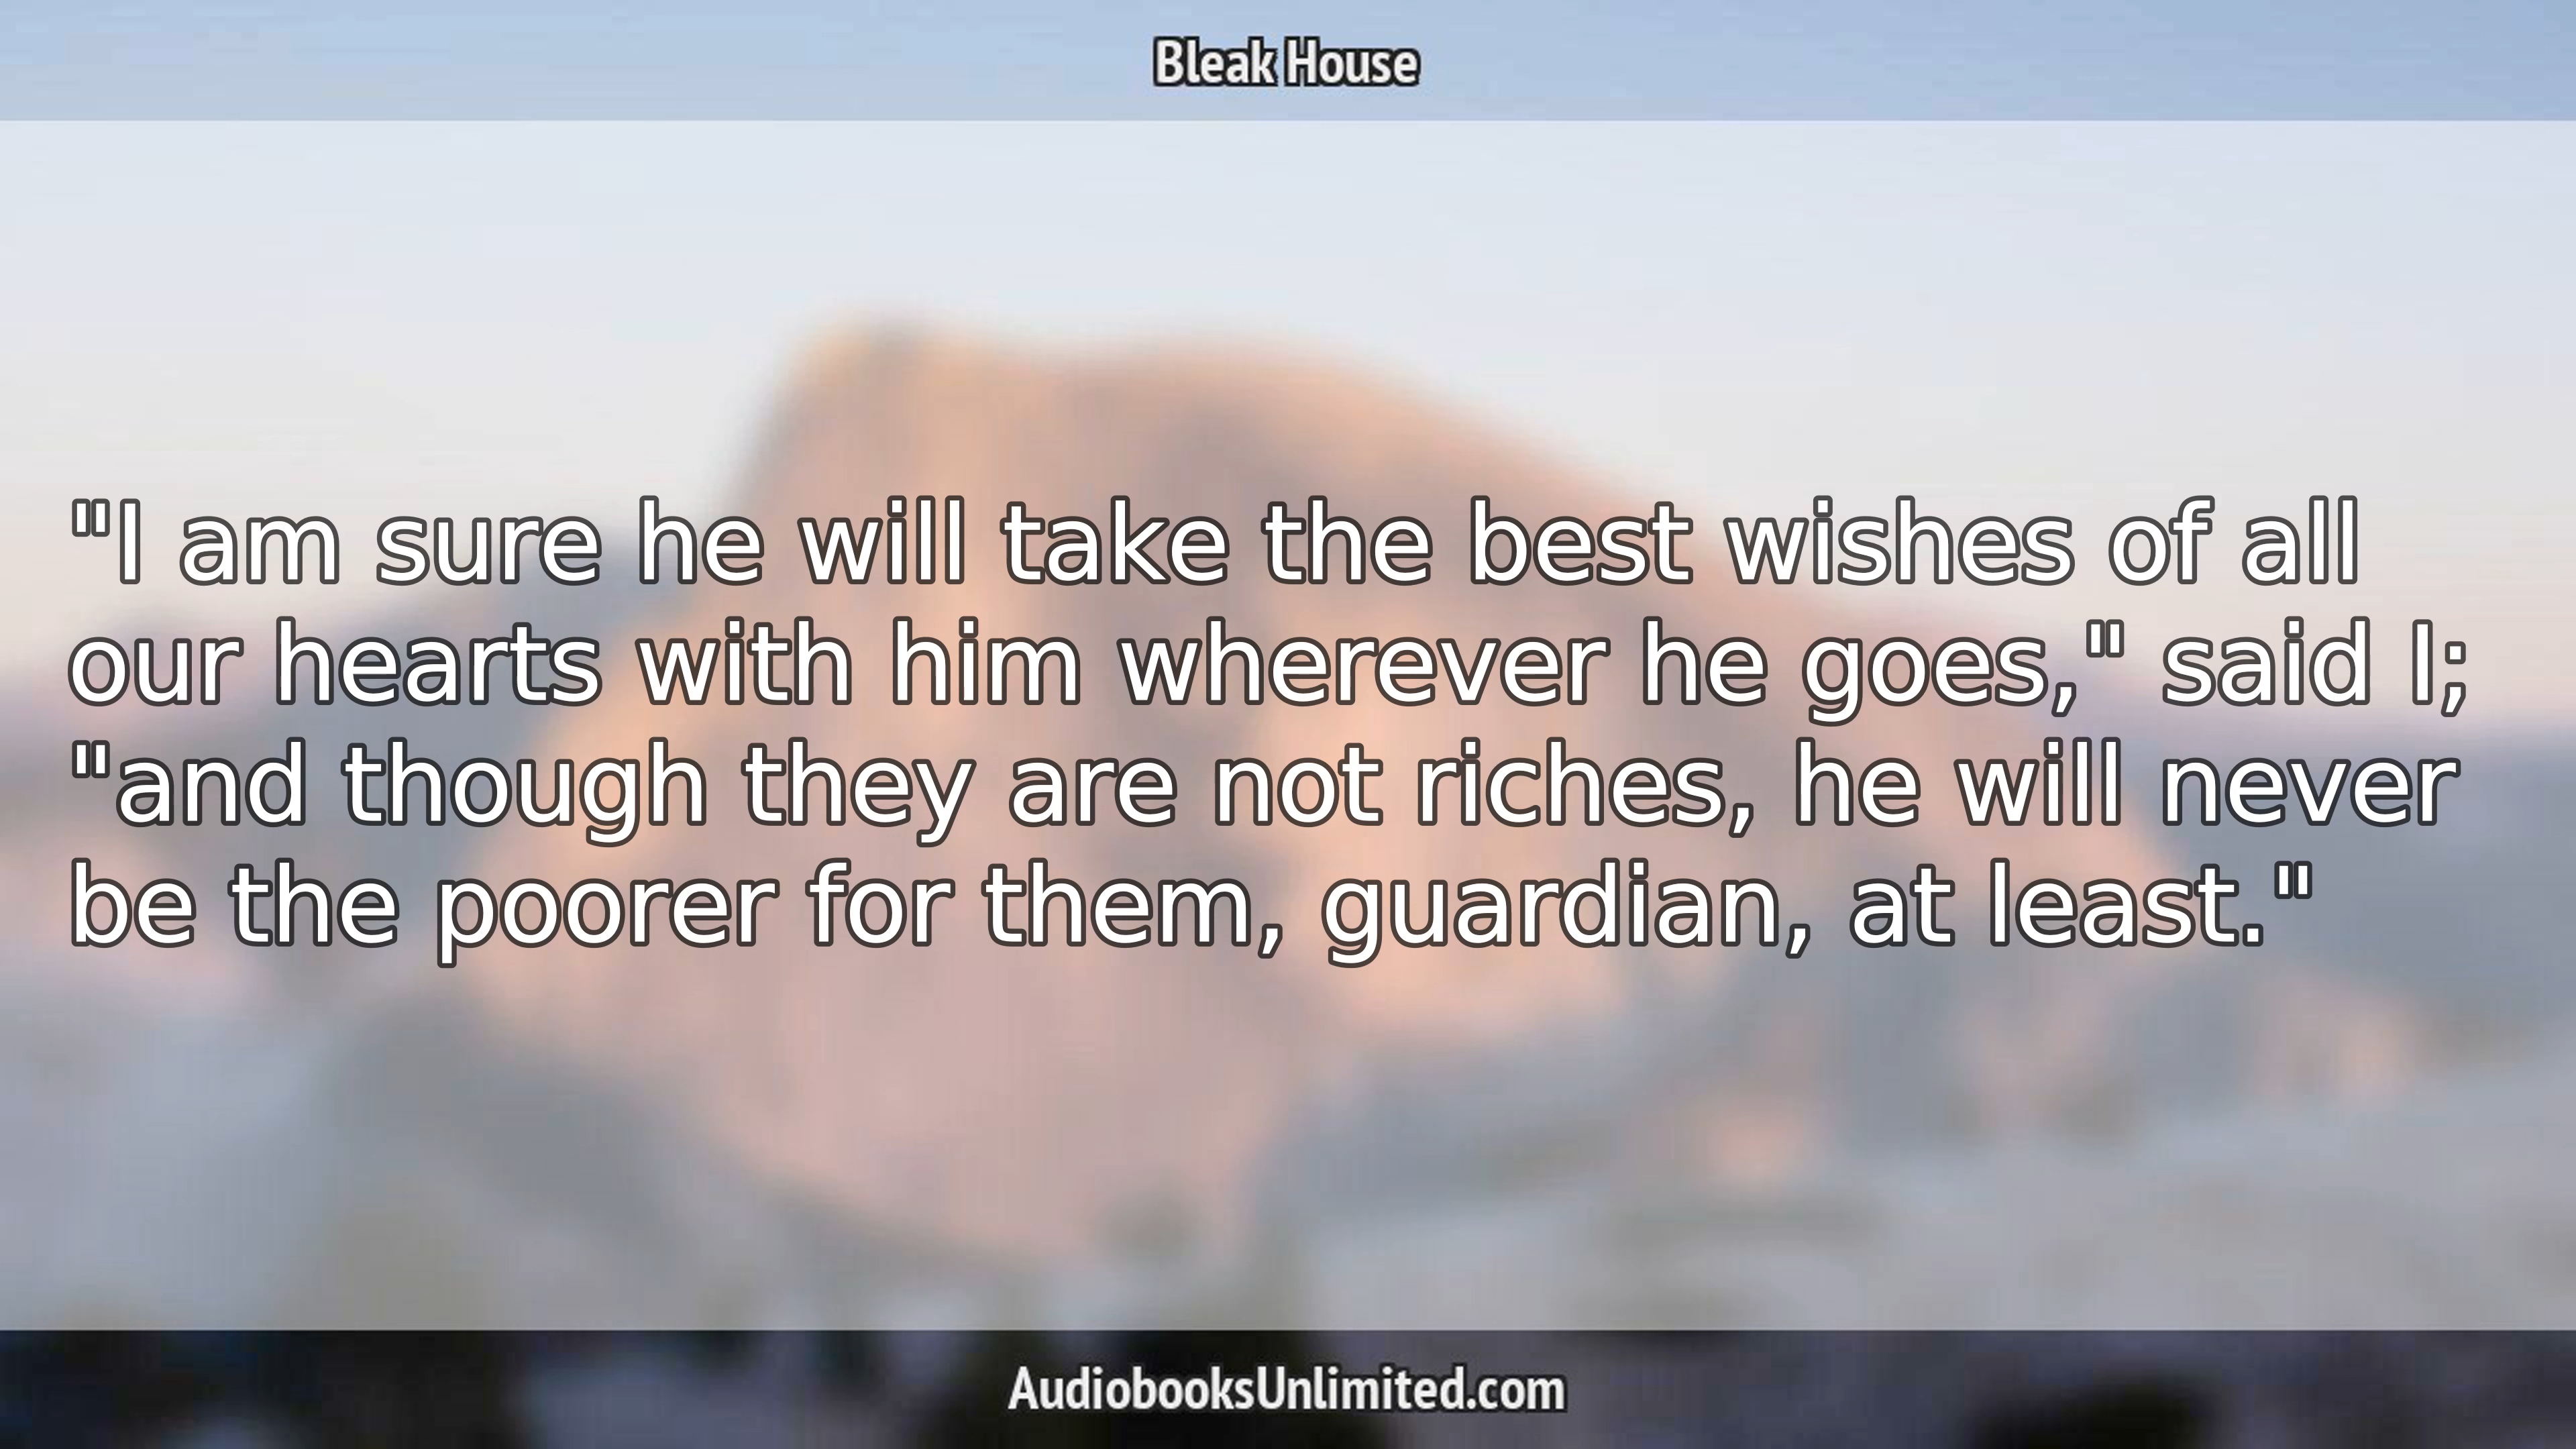 Bleak House
"I am sure he will take the best wishes of all
our hearts with him wherever he goes," said I;
"and though they are not riches, he will never
be the poorer for them, guardian, at least."
AudiobooksUnlimited.com